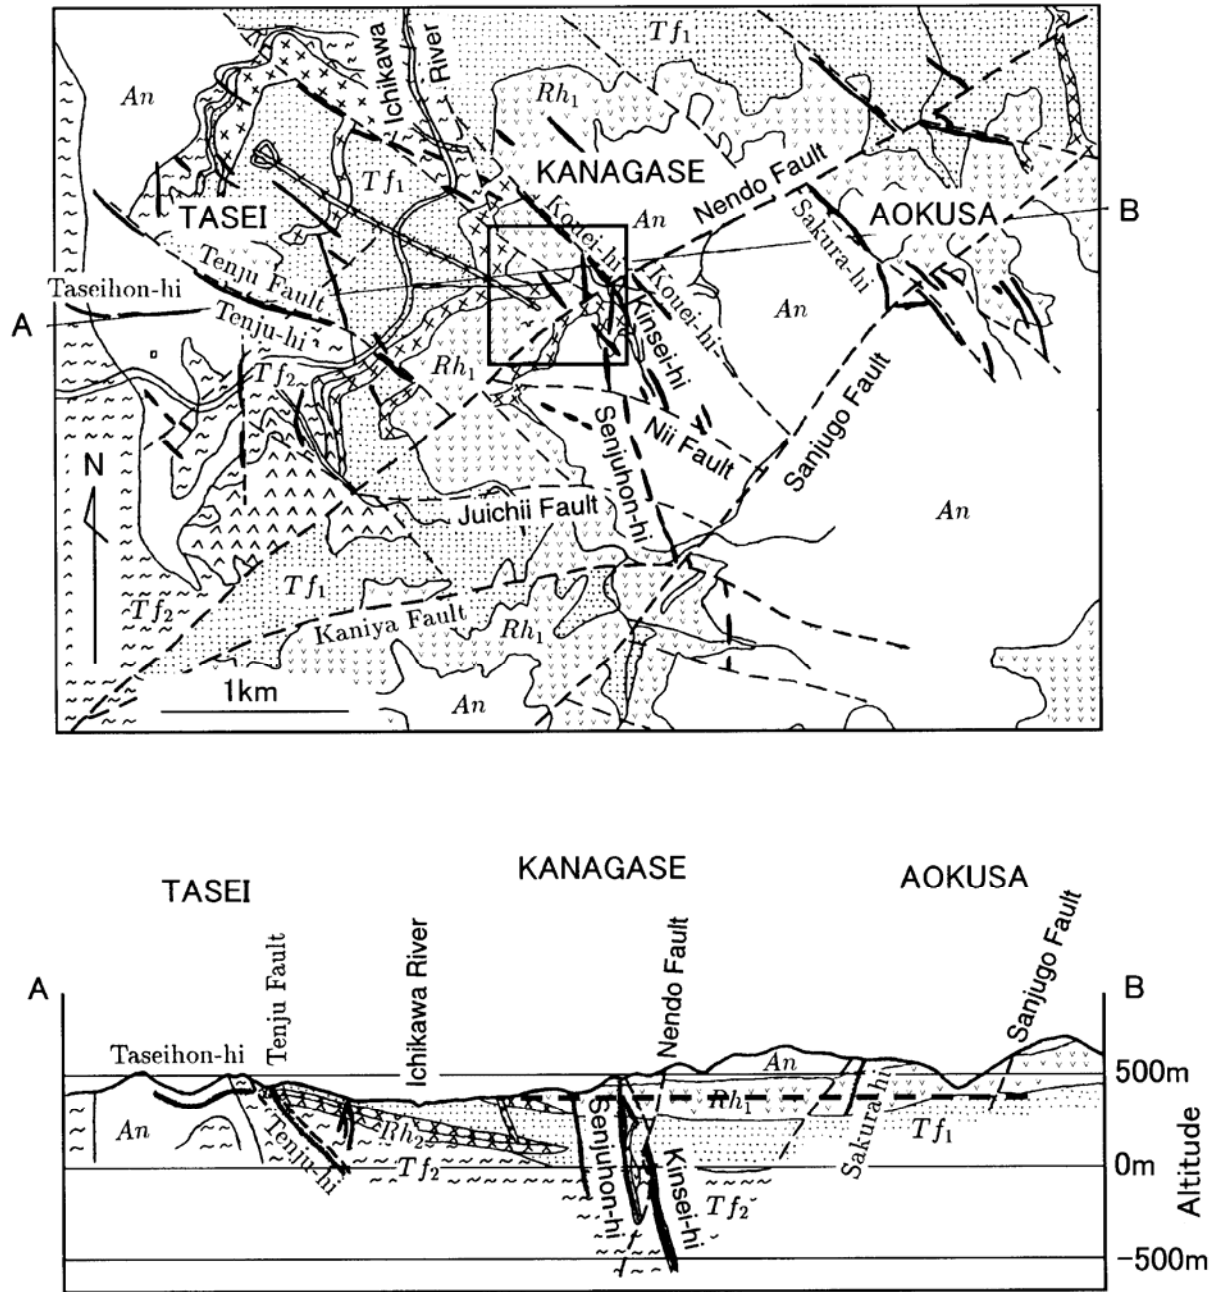 Tf1
Ichikawa
River
An
Rh1
KANAGASE
Tf1
Nendo Fault
Kouei-hi
An
TASEI
AOKUSA
B
Sakura-hi
Tenju Fault
Taseihon-hi
Kouei-hi
Kinsei-hi
An
A
Tenju-hi
Rh1
Tf2
Sanjugo Fault
Nii Fault
Senjuhon-hi
N
Juichii Fault
An
Tf1
Tf2
Kaniya Fault
Rh1
1km
An
KANAGASE
TASEI
AOKUSA
Tenju Fault
Ichikawa River
Nendo Fault
Sanjugo Fault
A
B
Taseihon-hi
An
500m
Rh1
An
Rh2
Tenju-hi
Tf2
Senjuhon-hi
Kinsei-hi
Sakura-hi
Tf1
0m
Tf2
Altitude
-500m